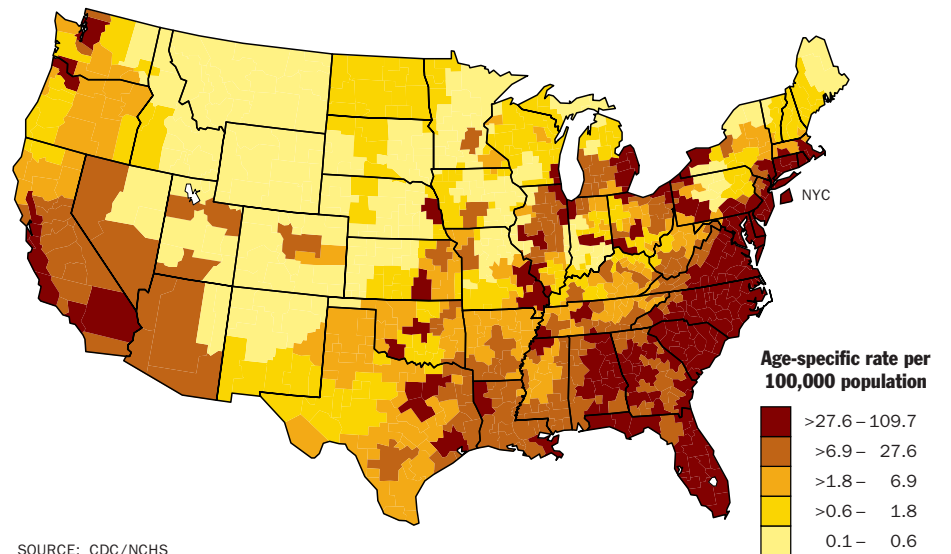 NYC
Age-specific rate per
100,000 population
>27.6 – 109.7
>6.9 – 27.6
>1.8 – 6.9
>0.6 – 1.8
0.1 – 0.6
SOURCE: CDC/NCHS